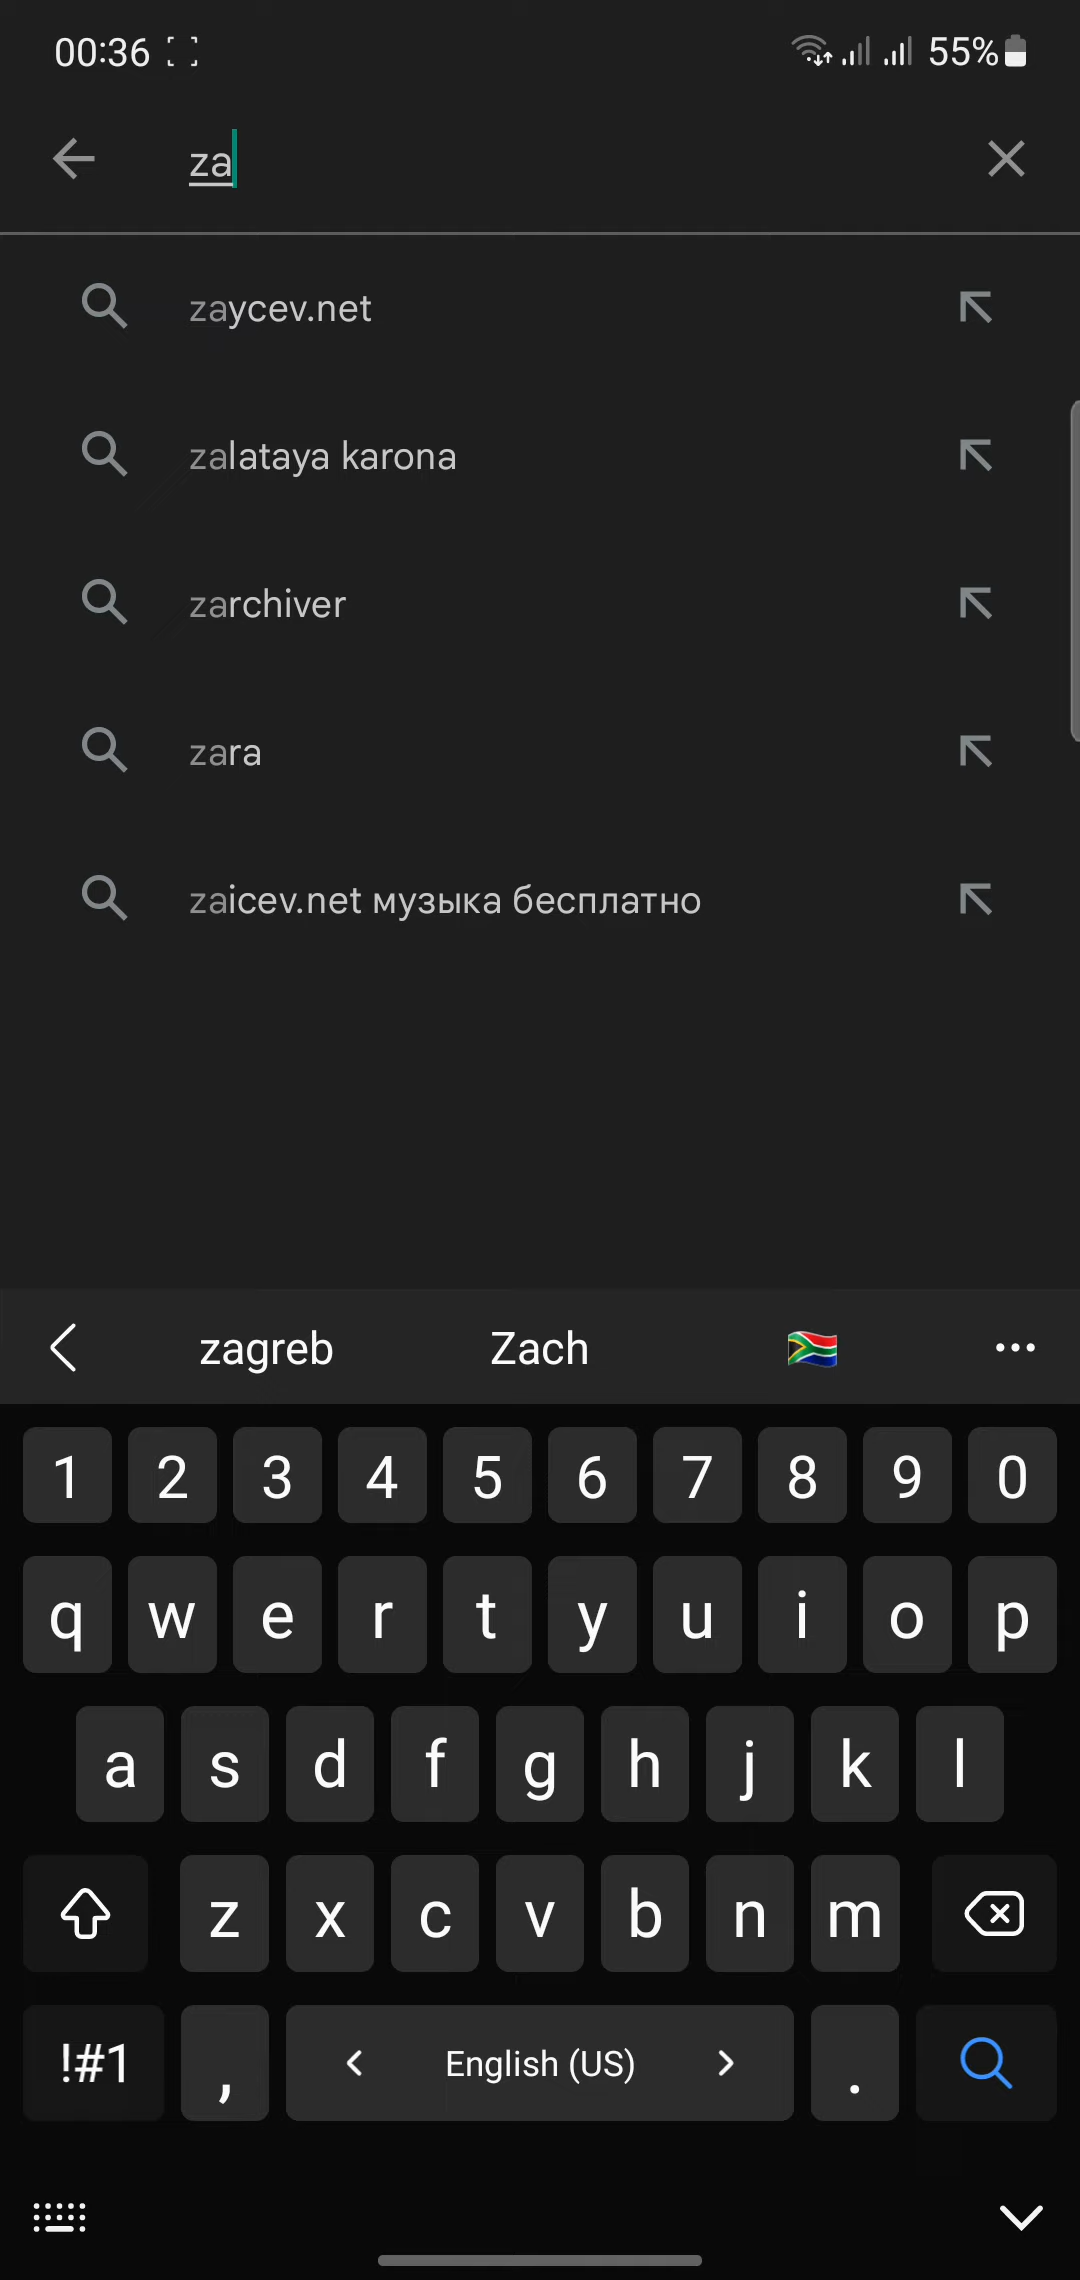 00:36 55%
za
zaycev.net
zalataya karona
zarchiver
zara
zaicev.net музыка бесплатно
zagreb Zach
1 2 3 4 5 6 7 8 9 0
q w e r t y u i o p
a s d f g h j k l
z x c v b n m
!#1 , English (US) .